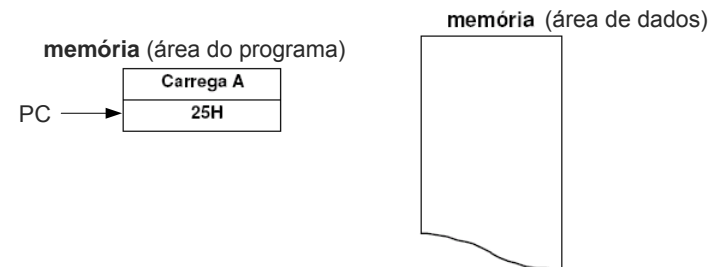 memória (área de dados)
memória (área do programa)
Carrega A
PC
25H